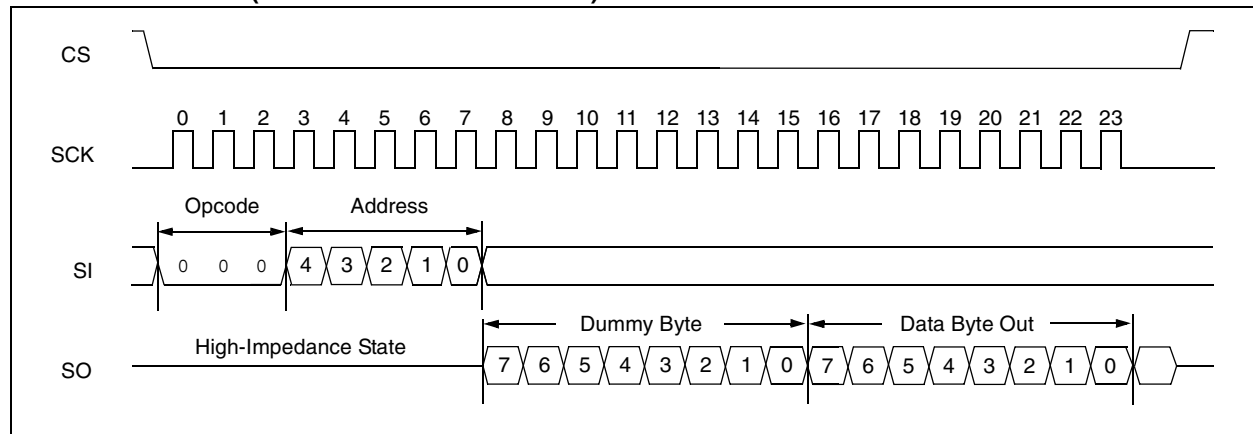 CS
0 1 2 3 4 5 6 7 8 9 10 11 12 13 14 15 16 17 18 19 20 21 22 23
SCK
Opcode Address
SI 0 0 0 4 3 2 1 0
Dummy Byte Data Byte Out
High-Impedance State
SO 7 6 5 4 3 2 1 0 7 6 5 4 3 2 1 0